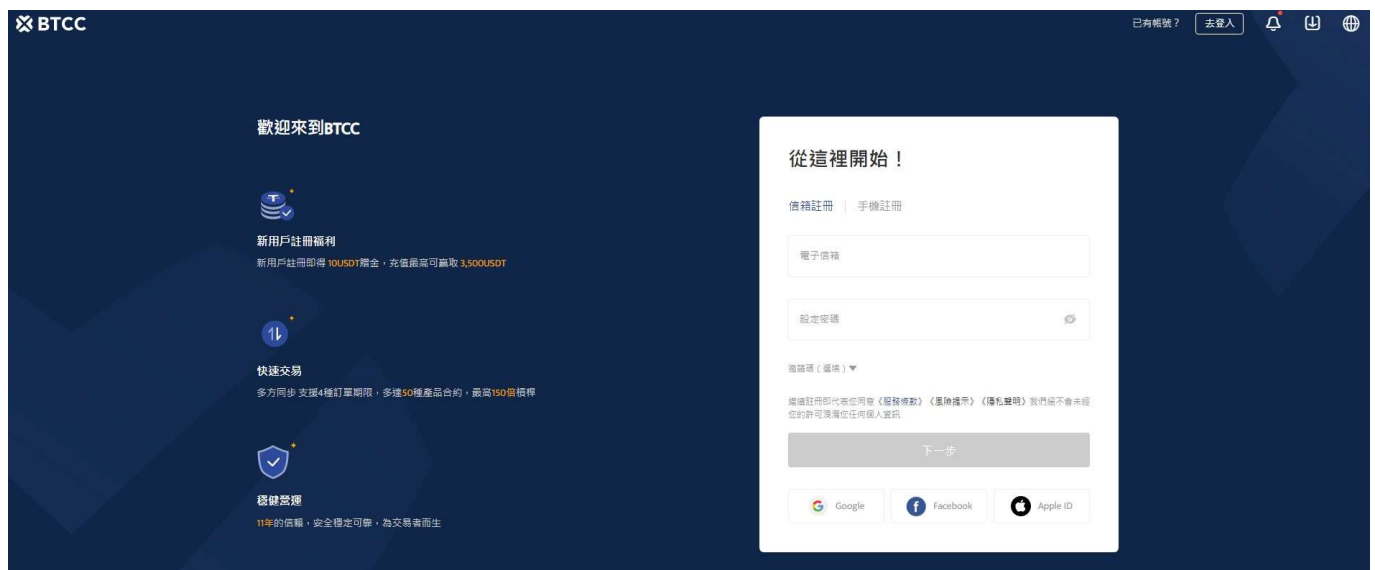 BTCC
已有帳號？ 去登入
歡迎來到BTCC
新用戶註冊福利
新用戶註冊即得 10USDT贈金，充值最高可贏取 3,500USDT
快速交易
多方同步 支援4種訂單期限，多達50種產品合約，最高150倍槓桿
穩健營運
11年的信賴，安全穩定可靠，為交易者而生
從這裡開始！
信箱註冊 | 手機註冊
電子信箱
設定密碼
邀請碼 ( 選填 )
繼續註冊即代表您同意《服務條款》《風險提示》《隱私聲明》我們絕不會未經
您的許可洩漏您任何個人資訊
下一步
Google Facebook Apple ID